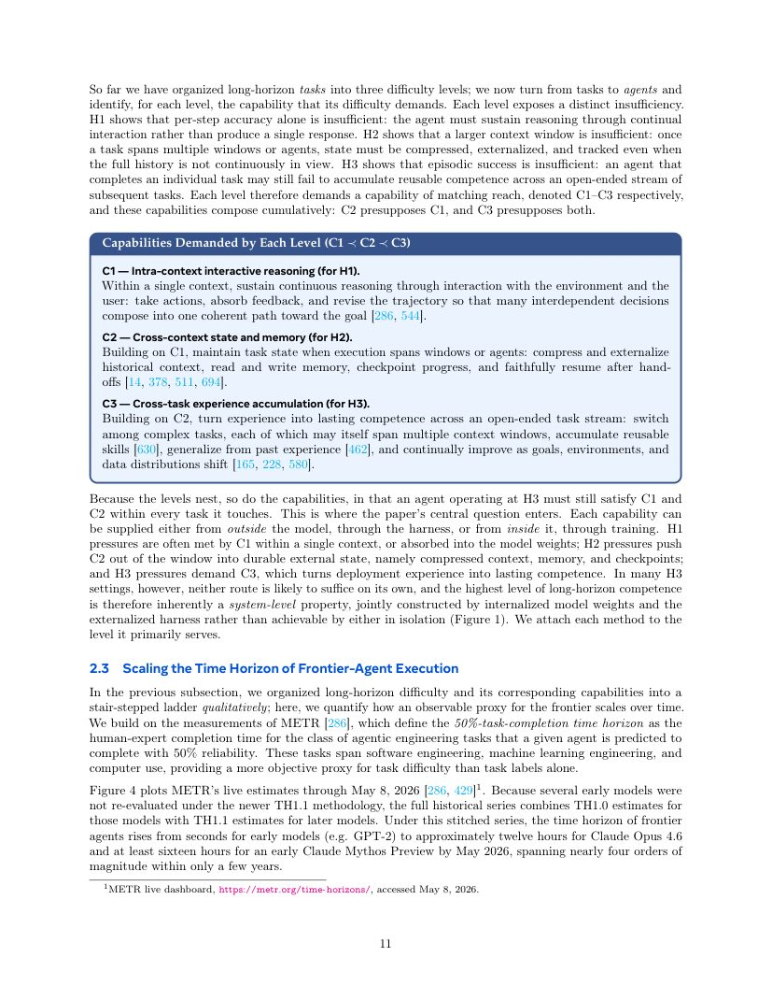 So far we have organized long-horizon tasks into three difficulty levels; we now turn from tasks to agents and
identify, for each level, the capability that its difficulty demands. Each level exposes a distinct insufficiency.
H1 shows that per-step accuracy alone is insufficient: the agent must sustain reasoning through continual
interaction rather than produce a single response. H2 shows that a larger context window is insufficient: once
a task spans multiple windows or agents, state must be compressed, externalized, and tracked even when
the full history is not continuously in view. H3 shows that episodic success is insufficient: an agent that
completes an individual task may still fail to accumulate reusable competence across an open-ended stream of
subsequent tasks. Each level therefore demands a capability of matching reach, denoted C1–C3 respectively,
and these capabilities compose cumulatively: C2 presupposes C1, and C3 presupposes both.
Capabilities Demanded by Each Level (C1 ≺ C2 ≺ C3)
C1 — Intra-context interactive reasoning (for H1).
Within a single context, sustain continuous reasoning through interaction with the environment and the
user: take actions, absorb feedback, and revise the trajectory so that many interdependent decisions
compose into one coherent path toward the goal [286, 544].
C2 — Cross-context state and memory (for H2).
Building on C1, maintain task state when execution spans windows or agents: compress and externalize
historical context, read and write memory, checkpoint progress, and faithfully resume after hand-
offs [14, 378, 511, 694].
C3 — Cross-task experience accumulation (for H3).
Building on C2, turn experience into lasting competence across an open-ended task stream: switch
among complex tasks, each of which may itself span multiple context windows, accumulate reusable
skills [630], generalize from past experience [462], and continually improve as goals, environments, and
data distributions shift [165, 228, 580].
Because the levels nest, so do the capabilities, in that an agent operating at H3 must still satisfy C1 and
C2 within every task it touches. This is where the paper's central question enters. Each capability can
be supplied either from outside the model, through the harness, or from inside it, through training. H1
pressures are often met by C1 within a single context, or absorbed into the model weights; H2 pressures push
C2 out of the window into durable external state, namely compressed context, memory, and checkpoints;
and H3 pressures demand C3, which turns deployment experience into lasting competence. In many H3
settings, however, neither route is likely to suffice on its own, and the highest level of long-horizon competence
is therefore inherently a system-level property, jointly constructed by internalized model weights and the
externalized harness rather than achievable by either in isolation (Figure 1). We attach each method to the
level it primarily serves.
2.3 Scaling the Time Horizon of Frontier-Agent Execution
In the previous subsection, we organized long-horizon difficulty and its corresponding capabilities into a
stair-stepped ladder qualitatively; here, we quantify how an observable proxy for the frontier scales over time.
We build on the measurements of METR [286], which define the 50%-task-completion time horizon as the
human-expert completion time for the class of agentic engineering tasks that a given agent is predicted to
complete with 50% reliability. These tasks span software engineering, machine learning engineering, and
computer use, providing a more objective proxy for task difficulty than task labels alone.
Figure 4 plots METR's live estimates through May 8, 2026 [286, 429]¹. Because several early models were
not re-evaluated under the newer TH1.1 methodology, the full historical series combines TH1.0 estimates for
those models with TH1.1 estimates for later models. Under this stitched series, the time horizon of frontier
agents rises from seconds for early models (e.g. GPT-2) to approximately twelve hours for Claude Opus 4.6
and at least sixteen hours for an early Claude Mythos Preview by May 2026, spanning nearly four orders of
magnitude within only a few years.
¹METR live dashboard, https://metr.org/time-horizons/, accessed May 8, 2026.
11